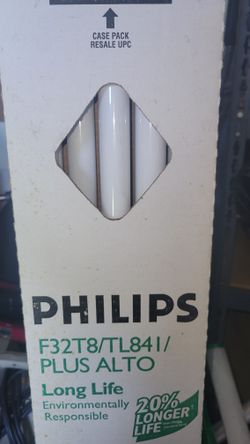 CASE PACK
RESALE UPC
PHILIPS
F32T8/TL841/
PLUS ALTO
Long Life
Environmentally
Responsible
20%
LONGER
LIFE